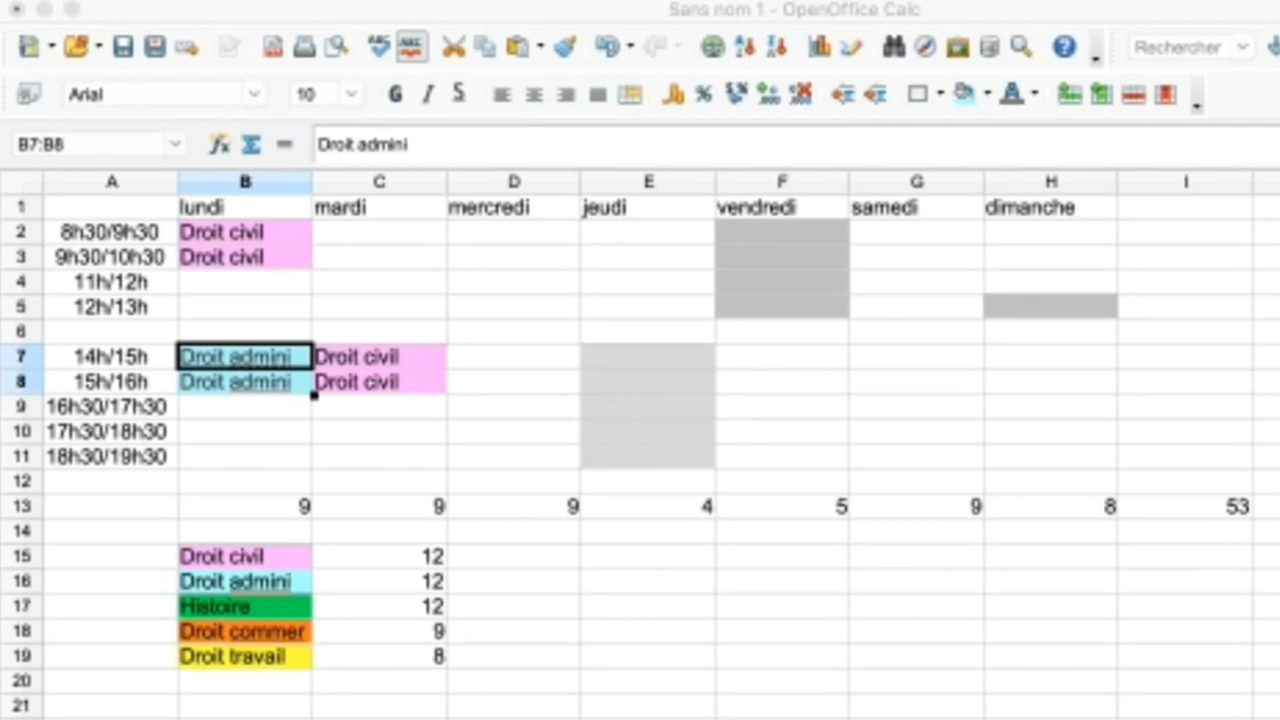 Sans nom 1 - OpenOffice Calc
Rechercher
Arial 10 G I S
B7:B8 fx Σ = Droit admini
A B C D E F G H I
1 lundi mardi mercredi jeudi vendredi samedi dimanche
2 8h30/9h30 Droit civil
3 9h30/10h30 Droit civil
4 11h/12h
5 12h/13h
6
7 14h/15h Droit admini Droit civil
8 15h/16h Droit admini Droit civil
9 16h30/17h30
10 17h30/18h30
11 18h30/19h30
12
13 9 9 9 4 5 9 8 53
14
15 Droit civil 12
16 Droit admini 12
17 Histoire 12
18 Droit commer 9
19 Droit travail 8
20
21